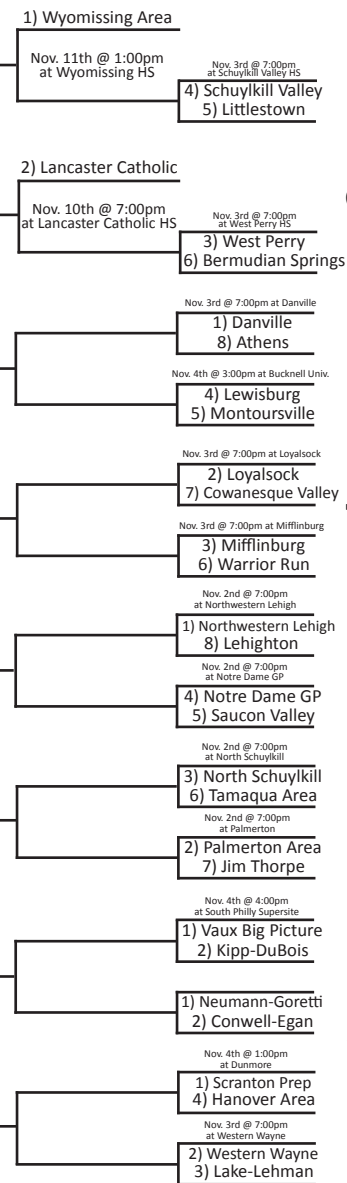 1) Wyomissing Area
Nov. 11th @ 1:00pm
at Wyomissing HS
Nov. 3rd @ 7:00pm
at Schuylkill Valley HS
4) Schuylkill Valley
5) Littlestown
2) Lancaster Catholic
Nov. 10th @ 7:00pm
at Lancaster Catholic HS
Nov. 3rd @ 7:00pm
at West Perry HS
3) West Perry
6) Bermudian Springs
Nov. 3rd @ 7:00pm at Danville
1) Danville
8) Athens
Nov. 4th @ 3:00pm at Bucknell Univ.
4) Lewisburg
5) Montoursville
Nov. 3rd @ 7:00pm at Loyalsock
2) Loyalsock
7) Cowanesque Valley
Nov. 3rd @ 7:00pm at Mifflinburg
3) Mifflinburg
6) Warrior Run
Nov. 2nd @ 7:00pm
at Northwestern Lehigh
1) Northwestern Lehigh
8) Lehighton
Nov. 2nd @ 7:00pm
at Notre Dame GP
4) Notre Dame GP
5) Saucon Valley
Nov. 2nd @ 7:00pm
at North Schuylkill
3) North Schuylkill
6) Tamaqua Area
Nov. 2nd @ 7:00pm
at Palmerton
2) Palmerton Area
7) Jim Thorpe
Nov. 4th @ 4:00pm
at South Philly Supersite
1) Vaux Big Picture
2) Kipp-DuBois
1) Neumann-Goretti
2) Conwell-Egan
Nov. 4th @ 1:00pm
at Dunmore
1) Scranton Prep
4) Hanover Area
Nov. 3rd @ 7:00pm
at Western Wayne
2) Western Wayne
3) Lake-Lehman